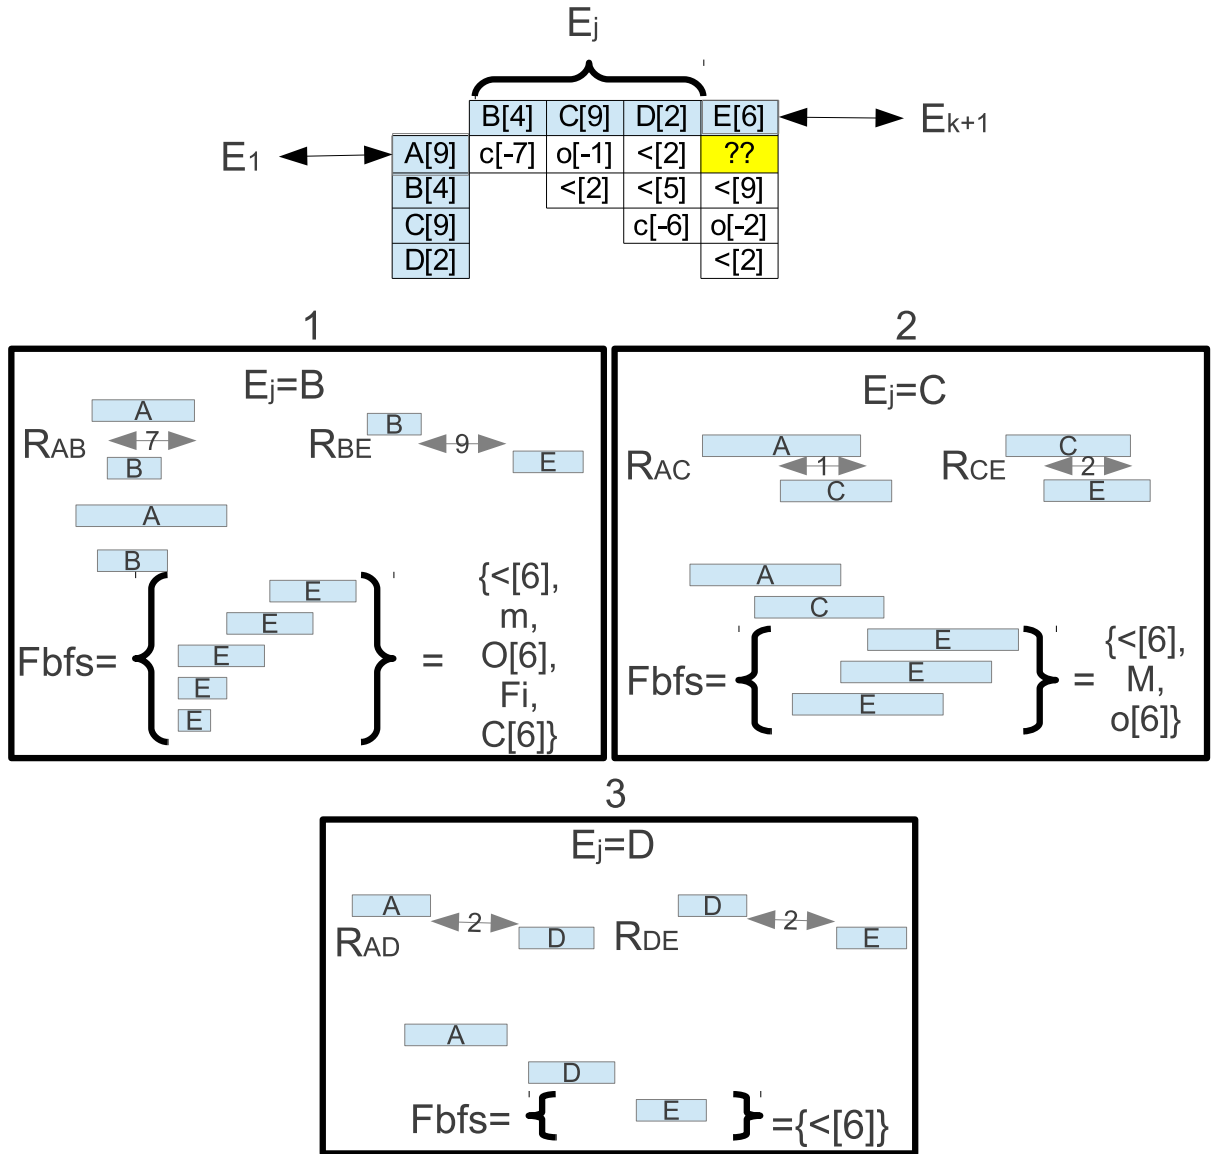 Ej
B[4] C[9] D[2] E[6] Ek+1
E1 A[9] c[-7] o[-1] <[2] ??
B[4] <[2] <[5] <[9]
C[9] c[-6] o[-2]
D[2] <[2]
1
Ej=B
A
RAB 7
B
B
RBE 9
E
A
B
Fbfs= { E E E E E } = {<[6],
m,
O[6],
Fi,
C[6]}
2
Ej=C
A
RAC 1
C
C
RCE 2
E
A
C
Fbfs= { E E E } = {<[6],
M,
o[6]}
3
Ej=D
A
RAD 2
D
D
RDE 2
E
A
D
Fbfs= { E } ={<[6]}